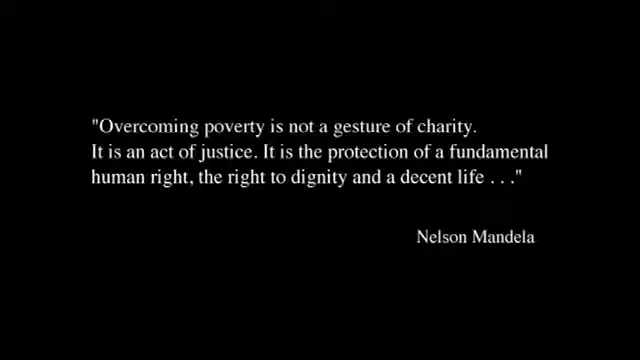 "Overcoming poverty is not a gesture of charity.
It is an act of justice. It is the protection of a fundamental
human right, the right to dignity and a decent life . . ."
Nelson Mandela